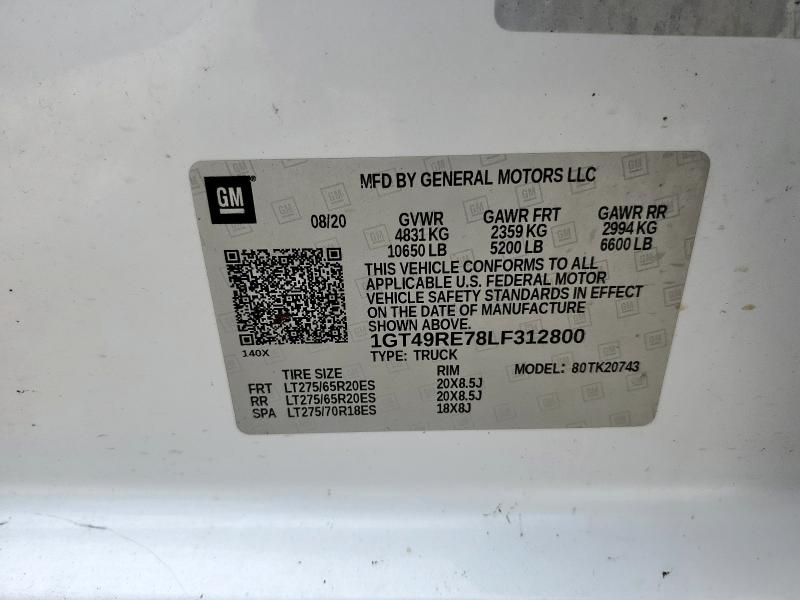 GM
MFD BY GENERAL MOTORS LLC
08/20
GVWR GAWR FRT GAWR RR
4831 KG 2359 KG 2994 KG
10650 LB 5200 LB 6600 LB
THIS VEHICLE CONFORMS TO ALL
APPLICABLE U.S. FEDERAL MOTOR
VEHICLE SAFETY STANDARDS IN EFFECT
ON THE DATE OF MANUFACTURE
SHOWN ABOVE.
1GT49RE78LF312800
140X
TYPE: TRUCK
TIRE SIZE RIM MODEL: 80TK20743
FRT LT275/65R20ES 20X8.5J
RR LT275/65R20ES 20X8.5J
SPA LT275/70R18ES 18X8J